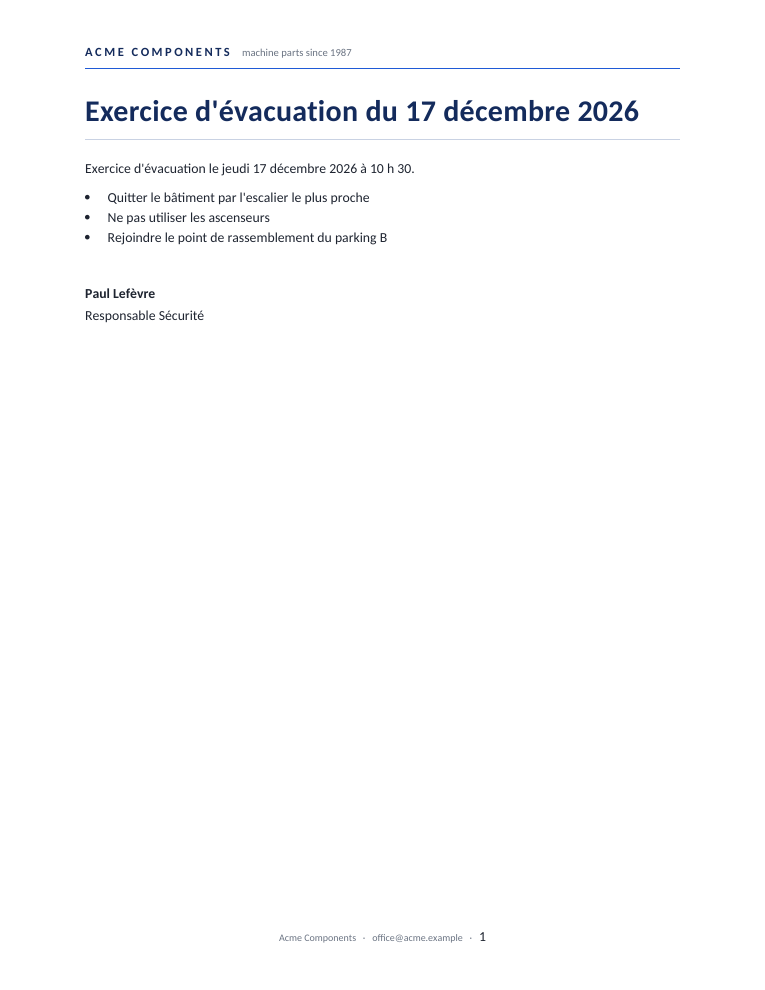 ACME COMPONENTS machine parts since 1987
Exercice d'évacuation du 17 décembre 2026
Exercice d'évacuation le jeudi 17 décembre 2026 à 10 h 30.
• Quitter le bâtiment par l'escalier le plus proche
• Ne pas utiliser les ascenseurs
• Rejoindre le point de rassemblement du parking B
Paul Lefèvre
Responsable Sécurité
Acme Components · office@acme.example · 1